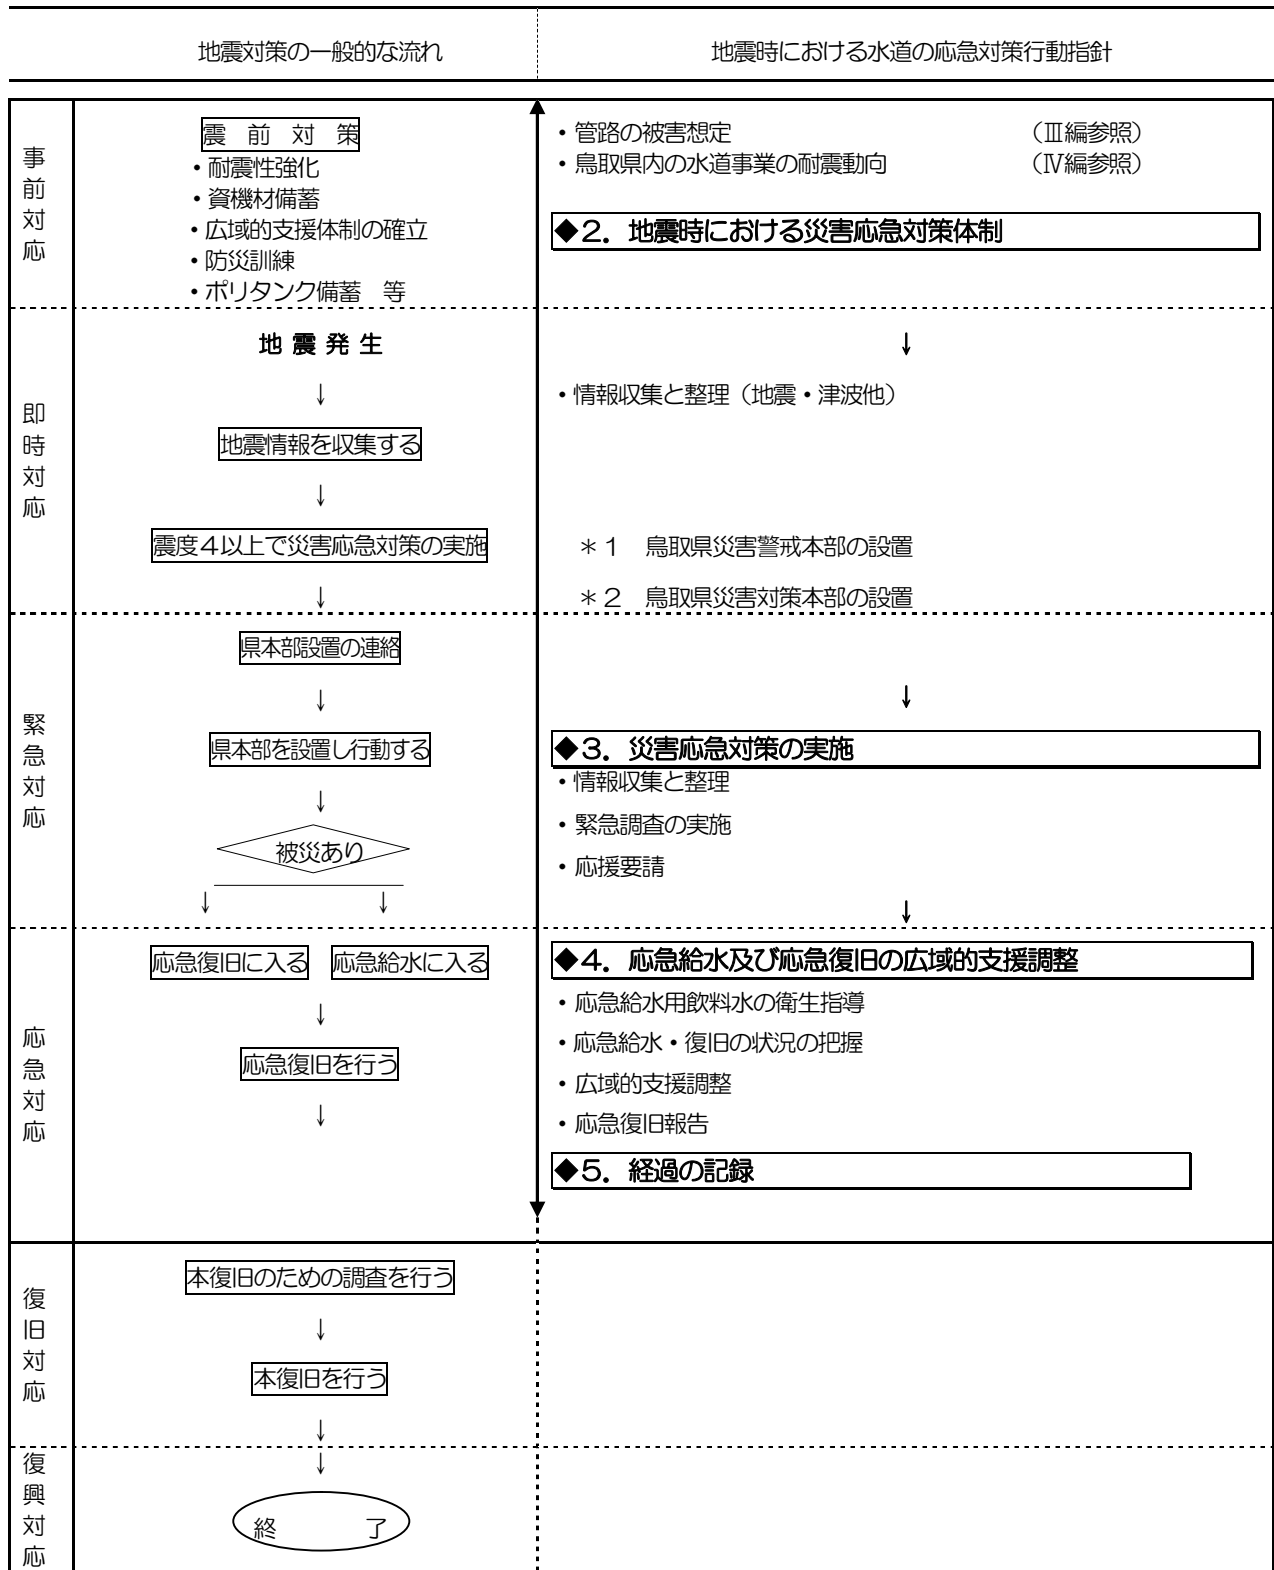 地震対策の一般的な流れ
地震時における水道の応急対策行動指針
事前対応
震　前　対　策
・耐震性強化
・資機材備蓄
・広域的支援体制の確立
・防災訓練
・ポリタンク備蓄　等
・管路の被害想定　（Ⅲ編参照）
・鳥取県内の水道事業の耐震動向　（Ⅳ編参照）
◆２．地震時における災害応急対策体制
即時対応
地 震 発 生
↓
地震情報を収集する
↓
震度４以上で災害応急対策の実施
↓
↓
・情報収集と整理（地震・津波他）
＊１　鳥取県災害警戒本部の設置
＊２　鳥取県災害対策本部の設置
緊急対応
県本部設置の連絡
↓
県本部を設置し行動する
↓
被災あり
↓　↓
↓
◆３．災害応急対策の実施
・情報収集と整理
・緊急調査の実施
・応援要請
↓
応急対応
応急復旧に入る　応急給水に入る
↓
応急復旧を行う
↓
◆４．応急給水及び応急復旧の広域的支援調整
・応急給水用飲料水の衛生指導
・応急給水・復旧の状況の把握
・広域的支援調整
・応急復旧報告
◆５．経過の記録
復旧対応
本復旧のための調査を行う
↓
本復旧を行う
↓
復興対応
↓
終　　了